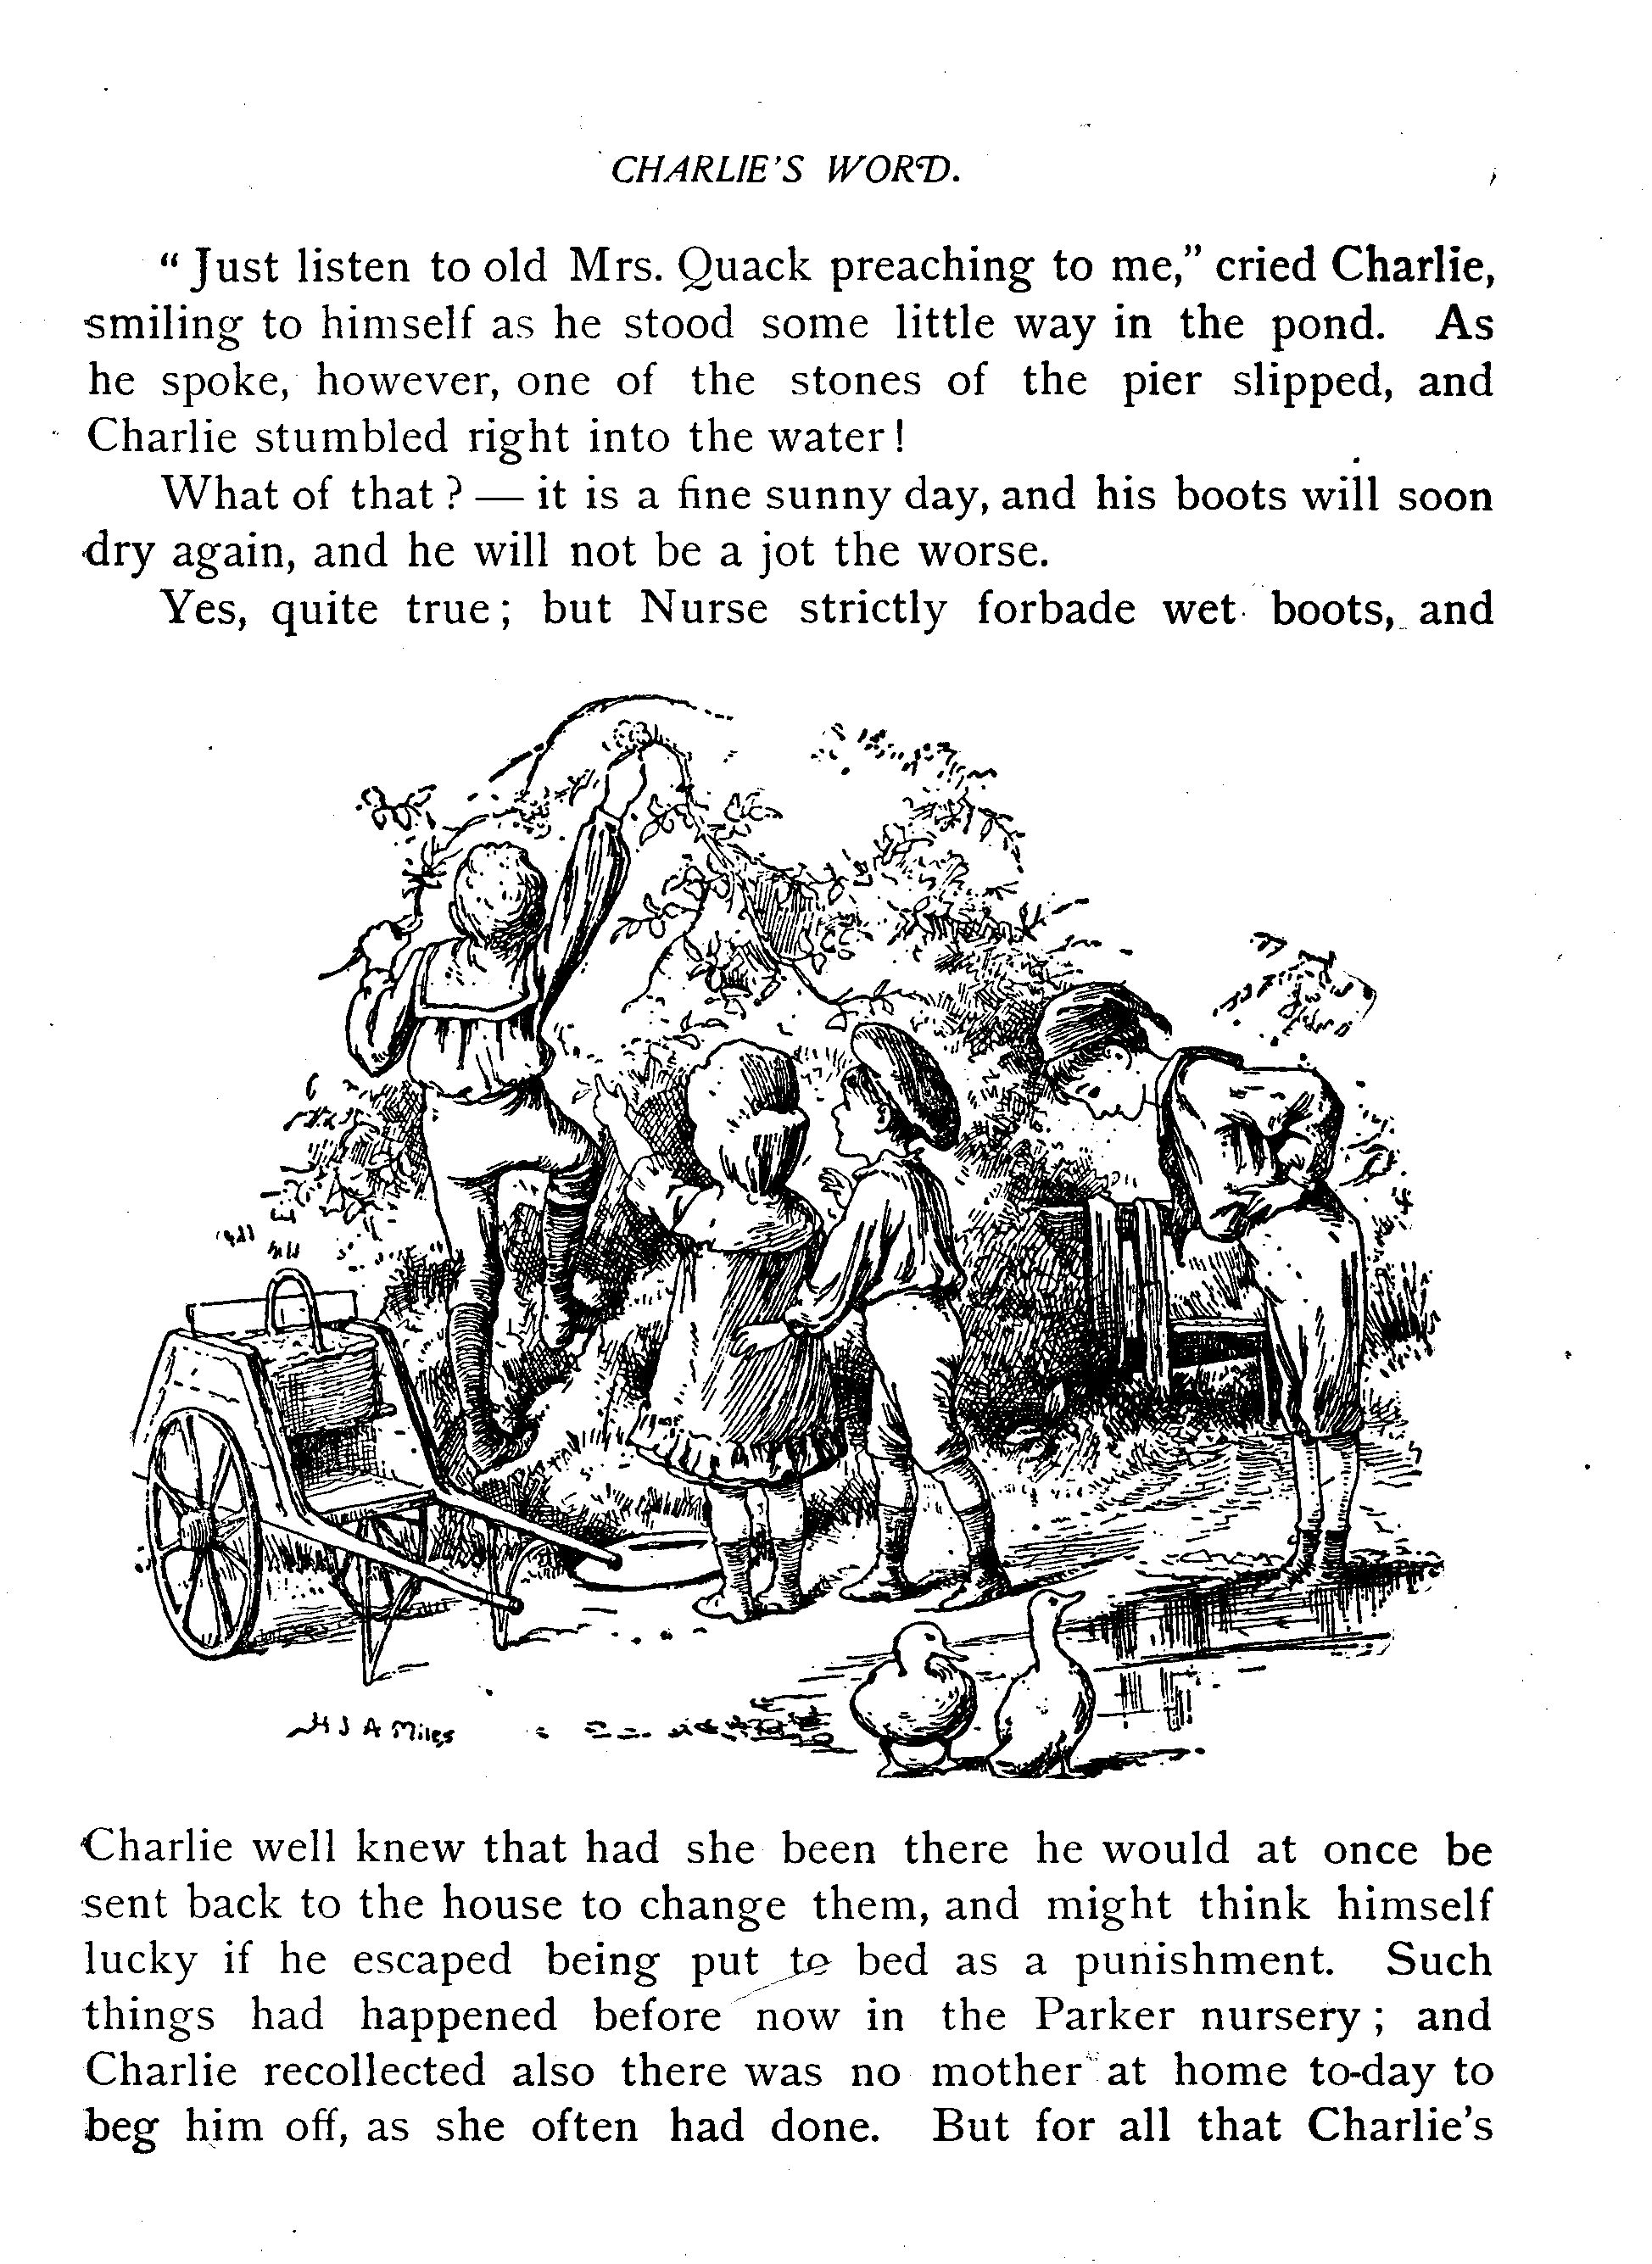 CHARLIE'S WORD.
“Just listen to old Mrs. Quack preaching to me,” cried Charlie,
smiling to himself as he stood some little way in the pond. As
he spoke, however, one of the stones of the pier slipped, and
Charlie stumbled right into the water!
What of that? — it is a fine sunny day, and his boots will soon
dry again, and he will not be a jot the worse.
Yes, quite true; but Nurse strictly forbade wet boots, and
H J A Miles
Charlie well knew that had she been there he would at once be
sent back to the house to change them, and might think himself
lucky if he escaped being put to bed as a punishment. Such
things had happened before now in the Parker nursery; and
Charlie recollected also there was no mother at home to-day to
beg him off, as she often had done. But for all that Charlie's